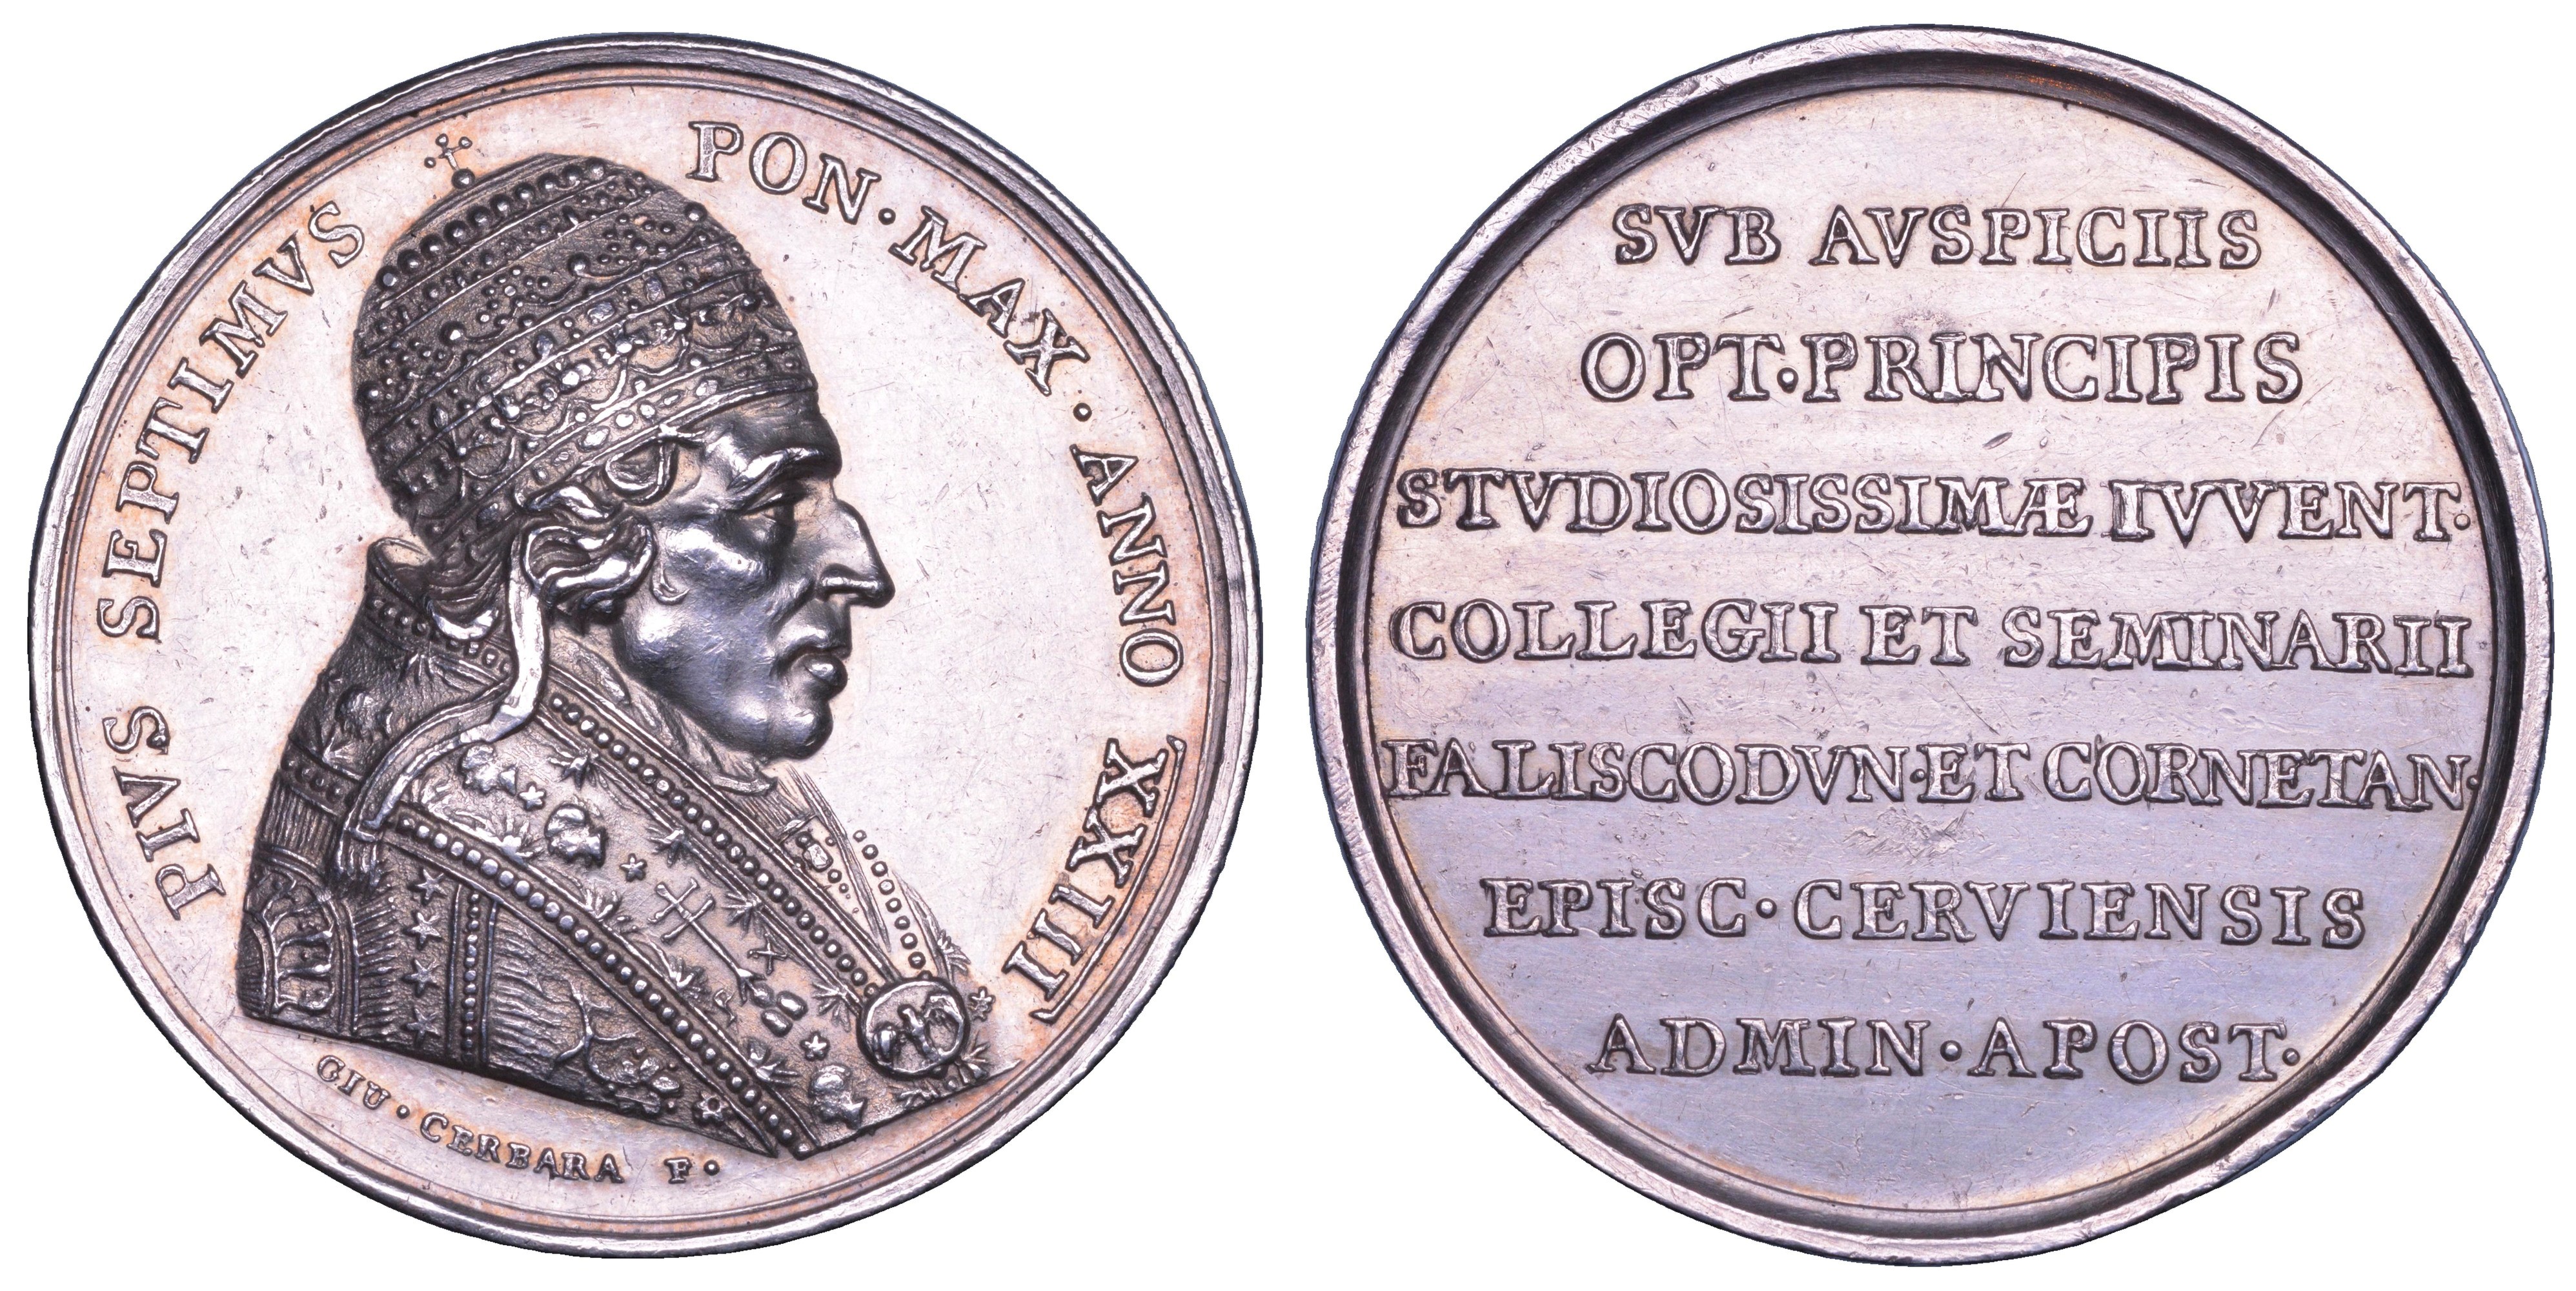 PIVS SEPTIMVS PON·MAX·ANNO XXIII
GIU·CERBARA F·
SVB AVSPICIIS
OPT·PRINCIPIS
STVDIOSISSIMÆ IVVENT·
COLLEGII ET SEMINARII
FALISCODVN·ET CORNETAN·
EPISC·CERVIENSIS
ADMIN·APOST·